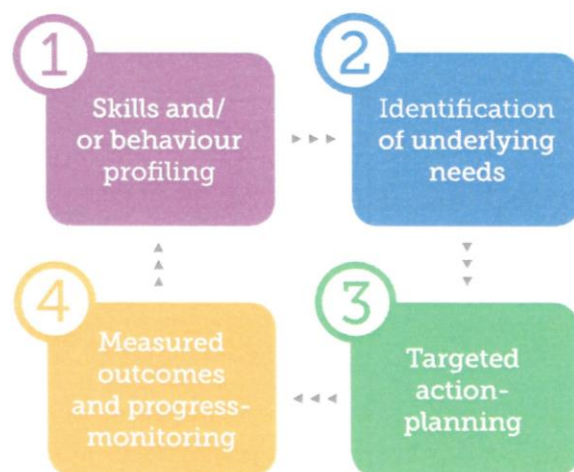 1
Skills and/
or behaviour
profiling
2
Identification
of underlying
needs
3
Targeted
action-
planning
4
Measured
outcomes
and progress-
monitoring